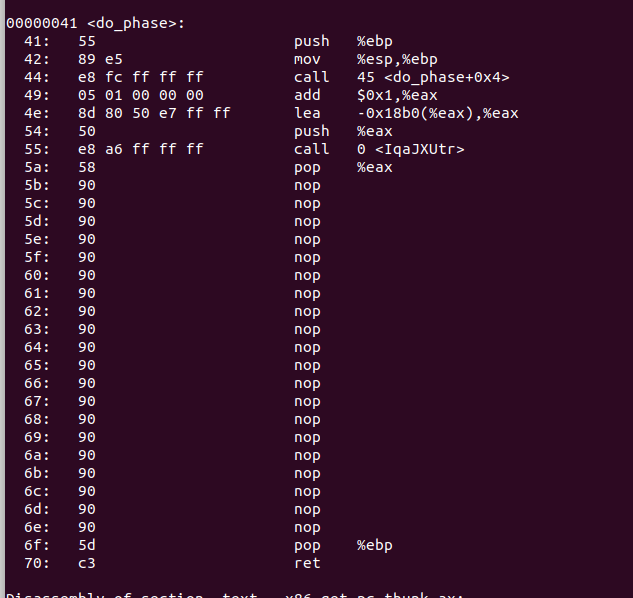 00000041 <do_phase>:
41: 55 push %ebp
42: 89 e5 mov %esp,%ebp
44: e8 fc ff ff ff call 45 <do_phase+0x4>
49: 05 01 00 00 00 add $0x1,%eax
4e: 8d 80 50 e7 ff ff lea -0x18b0(%eax),%eax
54: 50 push %eax
55: e8 a6 ff ff ff call 0 <IqaJXUtr>
5a: 58 pop %eax
5b: 90 nop
5c: 90 nop
5d: 90 nop
5e: 90 nop
5f: 90 nop
60: 90 nop
61: 90 nop
62: 90 nop
63: 90 nop
64: 90 nop
65: 90 nop
66: 90 nop
67: 90 nop
68: 90 nop
69: 90 nop
6a: 90 nop
6b: 90 nop
6c: 90 nop
6d: 90 nop
6e: 90 nop
6f: 5d pop %ebp
70: c3 ret
Disassembly of section